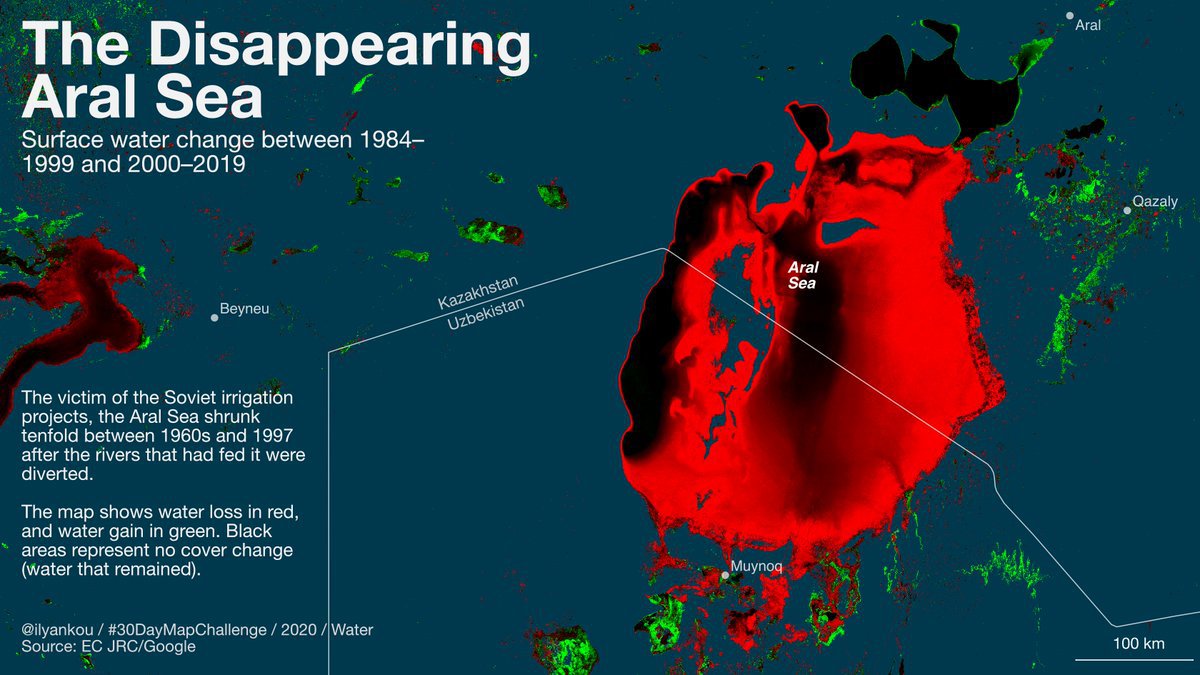 The Disappearing
Aral Sea
Surface water change between 1984–
1999 and 2000–2019
Aral
Qazaly
Aral
Sea
Kazakhstan
Uzbekistan
Beyneu
The victim of the Soviet irrigation
projects, the Aral Sea shrunk
tenfold between 1960s and 1997
after the rivers that had fed it were
diverted.
The map shows water loss in red,
and water gain in green. Black
areas represent no cover change
(water that remained).
Muynoq
@ilyankou / #30DayMapChallenge / 2020 / Water
Source: EC JRC/Google
100 km